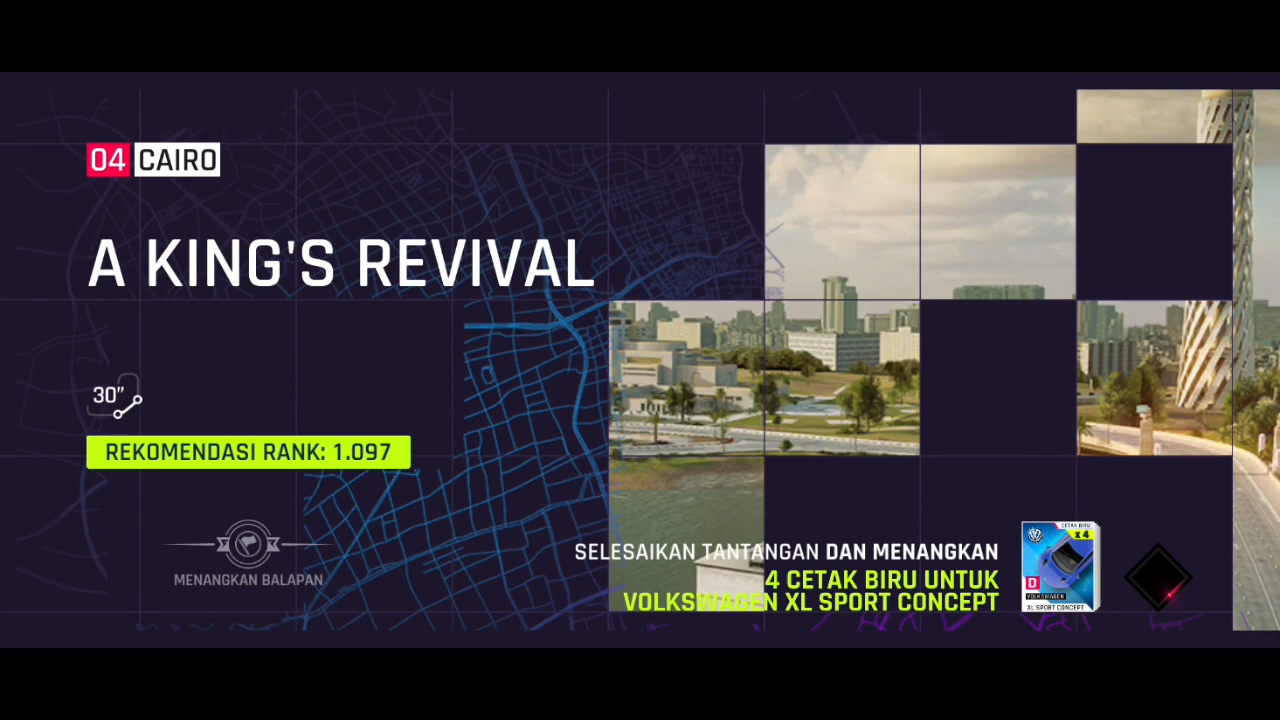 04 CAIRO
A KING'S REVIVAL
30"
REKOMENDASI RANK: 1.097
MENANGKAN BALAPAN
SELESAIKAN TANTANGAN DAN MENANGKAN
4 CETAK BIRU UNTUK
VOLKSWAGEN XL SPORT CONCEPT
CETAK BIRU
x4
D
VOLKSWAGEN
XL SPORT CONCEPT